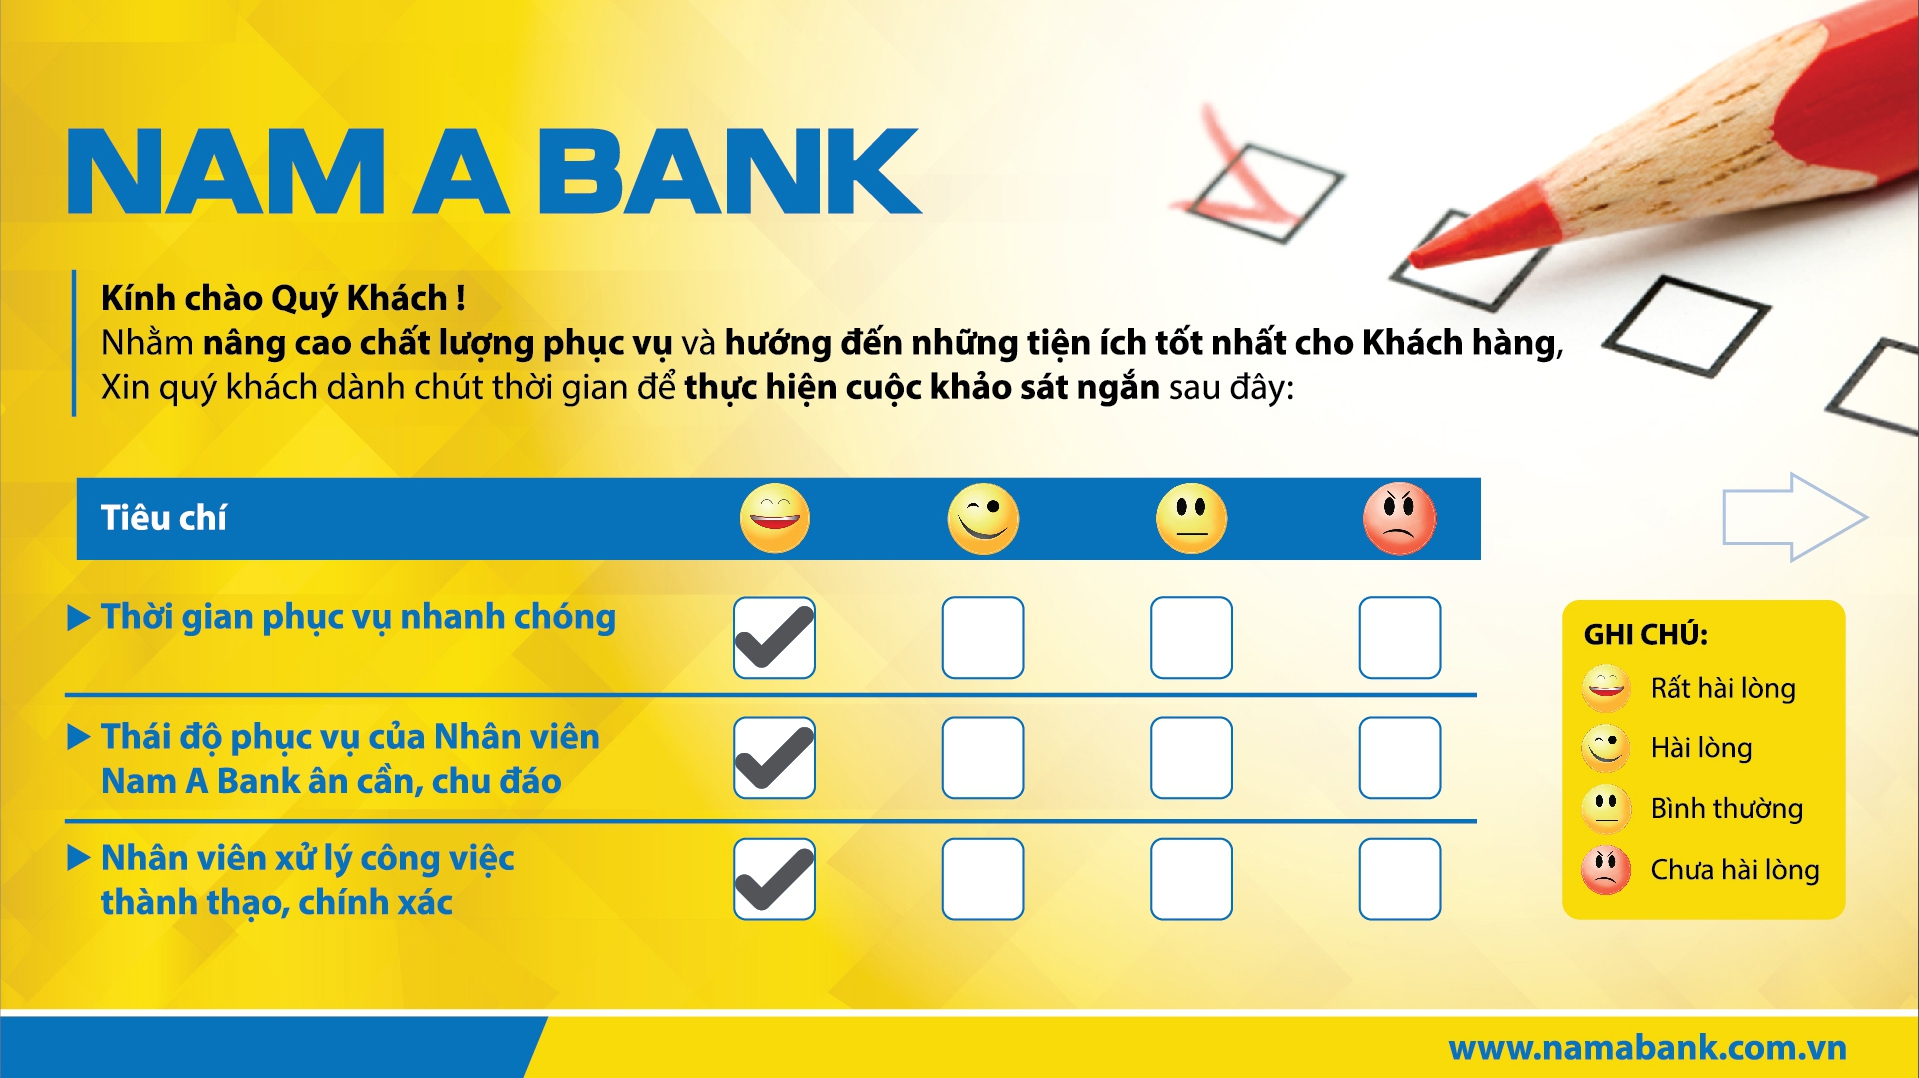 NAM A BANK
Kính chào Quý Khách !
Nhằm nâng cao chất lượng phục vụ và hướng đến những tiện ích tốt nhất cho Khách hàng,
Xin quý khách dành chút thời gian để thực hiện cuộc khảo sát ngắn sau đây:
Tiêu chí
Thời gian phục vụ nhanh chóng
Thái độ phục vụ của Nhân viên
Nam A Bank ân cần, chu đáo
Nhân viên xử lý công việc
thành thạo, chính xác
GHI CHÚ:
Rất hài lòng
Hài lòng
Bình thường
Chưa hài lòng
www.namabank.com.vn